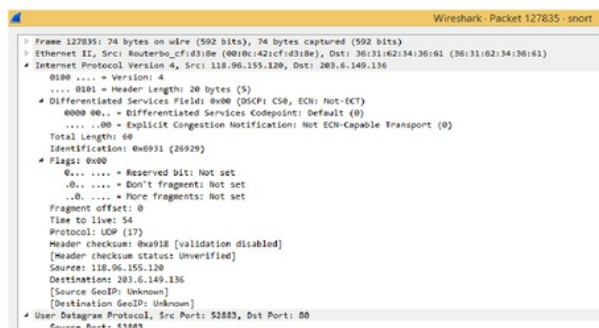 Wireshark · Packet 127835 · snort
Frame 127835: 74 bytes on wire (592 bits), 74 bytes captured (592 bits)
Ethernet II, Src: Routerbo_cf:d3:8e (00:0c:42:cf:d3:8e), Dst: 36:31:62:34:36:61 (36:31:62:34:36:61)
Internet Protocol Version 4, Src: 118.96.155.120, Dst: 203.6.149.136
0100 .... = Version: 4
.... 0101 = Header Length: 20 bytes (5)
Differentiated Services Field: 0x00 (DSCP: CS0, ECN: Not-ECT)
0000 00.. = Differentiated Services Codepoint: Default (0)
.... ..00 = Explicit Congestion Notification: Not ECN-Capable Transport (0)
Total Length: 60
Identification: 0x6931 (26929)
Flags: 0x00
0... .... = Reserved bit: Not set
.0.. .... = Don't fragment: Not set
..0. .... = More fragments: Not set
Fragment offset: 0
Time to live: 54
Protocol: UDP (17)
Header checksum: 0xa918 [validation disabled]
[Header checksum status: Unverified]
Source: 118.96.155.120
Destination: 203.6.149.136
[Source GeoIP: Unknown]
[Destination GeoIP: Unknown]
User Datagram Protocol, Src Port: 52883, Dst Port: 80
Source Port: 52883